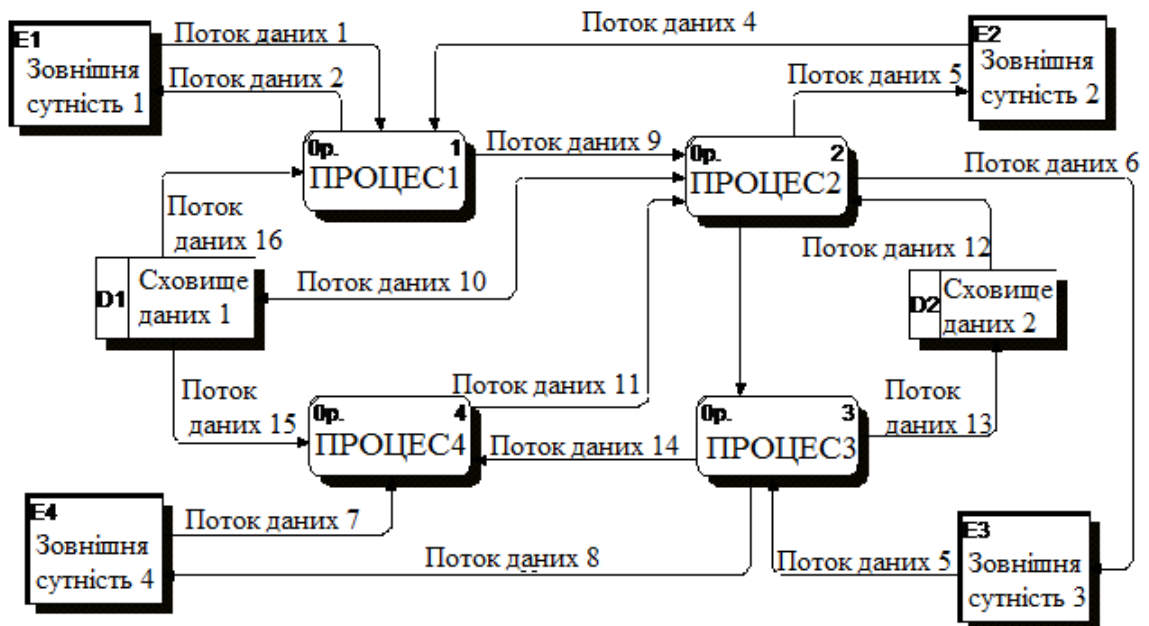 E1
Зовнішня
сутність 1
Поток даних 1
Поток даних 2
Поток даних 4
Поток даних 5
E2
Зовнішня
сутність 2
0р. 1
ПРОЦЕС1
Поток даних 9
0р. 2
ПРОЦЕС2
Поток даних 6
Поток
даних 16
Поток даних 12
D1
Сховище
даних 1
Поток даних 10
D2
Сховище
даних 2
Поток
даних 15
Поток даних 11
0р. 4
ПРОЦЕС4
Поток даних 14
0р. 3
ПРОЦЕС3
Поток
даних 13
E4
Зовнішня
сутність 4
Поток даних 7
Поток даних 8
Поток даних 5
E3
Зовнішня
сутність 3